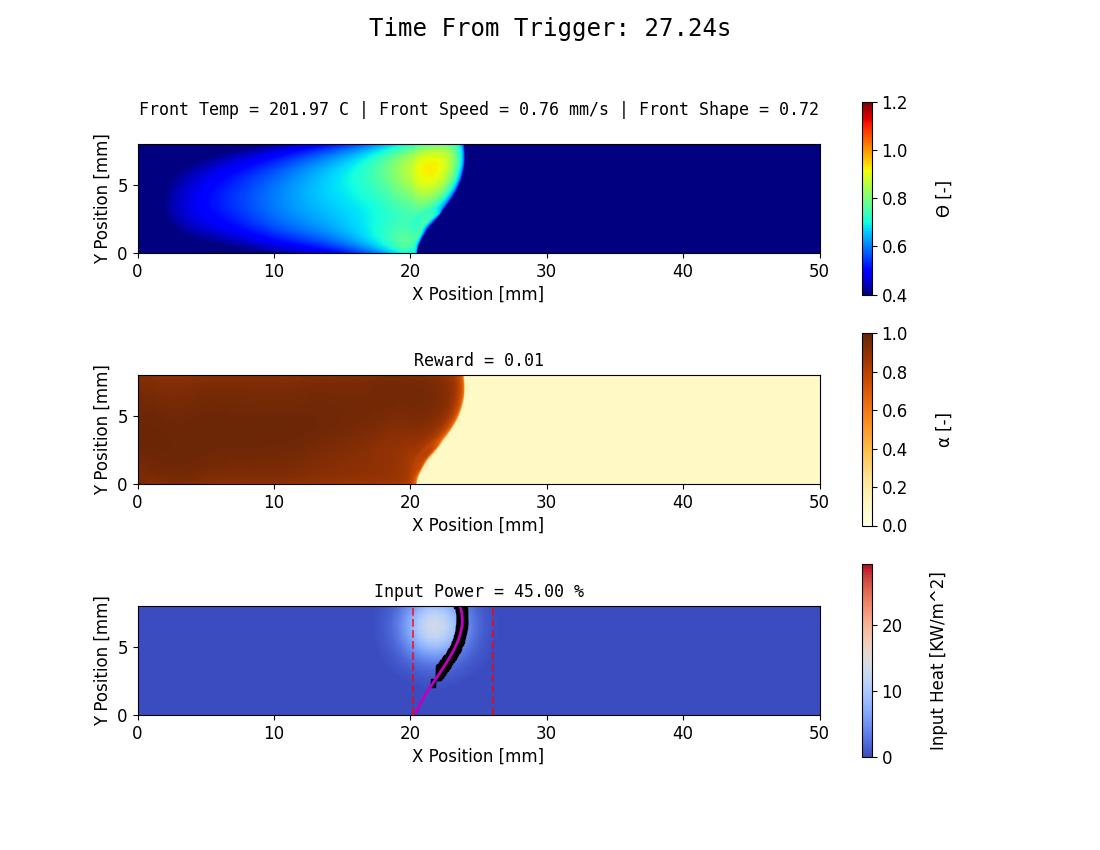 Time From Trigger: 27.24s
Front Temp = 201.97 C | Front Speed = 0.76 mm/s | Front Shape = 0.72
Y Position [mm]
5
0
0 10 20 30 40 50
X Position [mm]
1.2
1.0
0.8
0.6
0.4
Θ [-]
Reward = 0.01
Y Position [mm]
5
0
0 10 20 30 40 50
X Position [mm]
1.0
0.8
0.6
0.4
0.2
0.0
α [-]
Input Power = 45.00 %
Y Position [mm]
5
0
0 10 20 30 40 50
X Position [mm]
20
10
0
Input Heat [KW/m^2]